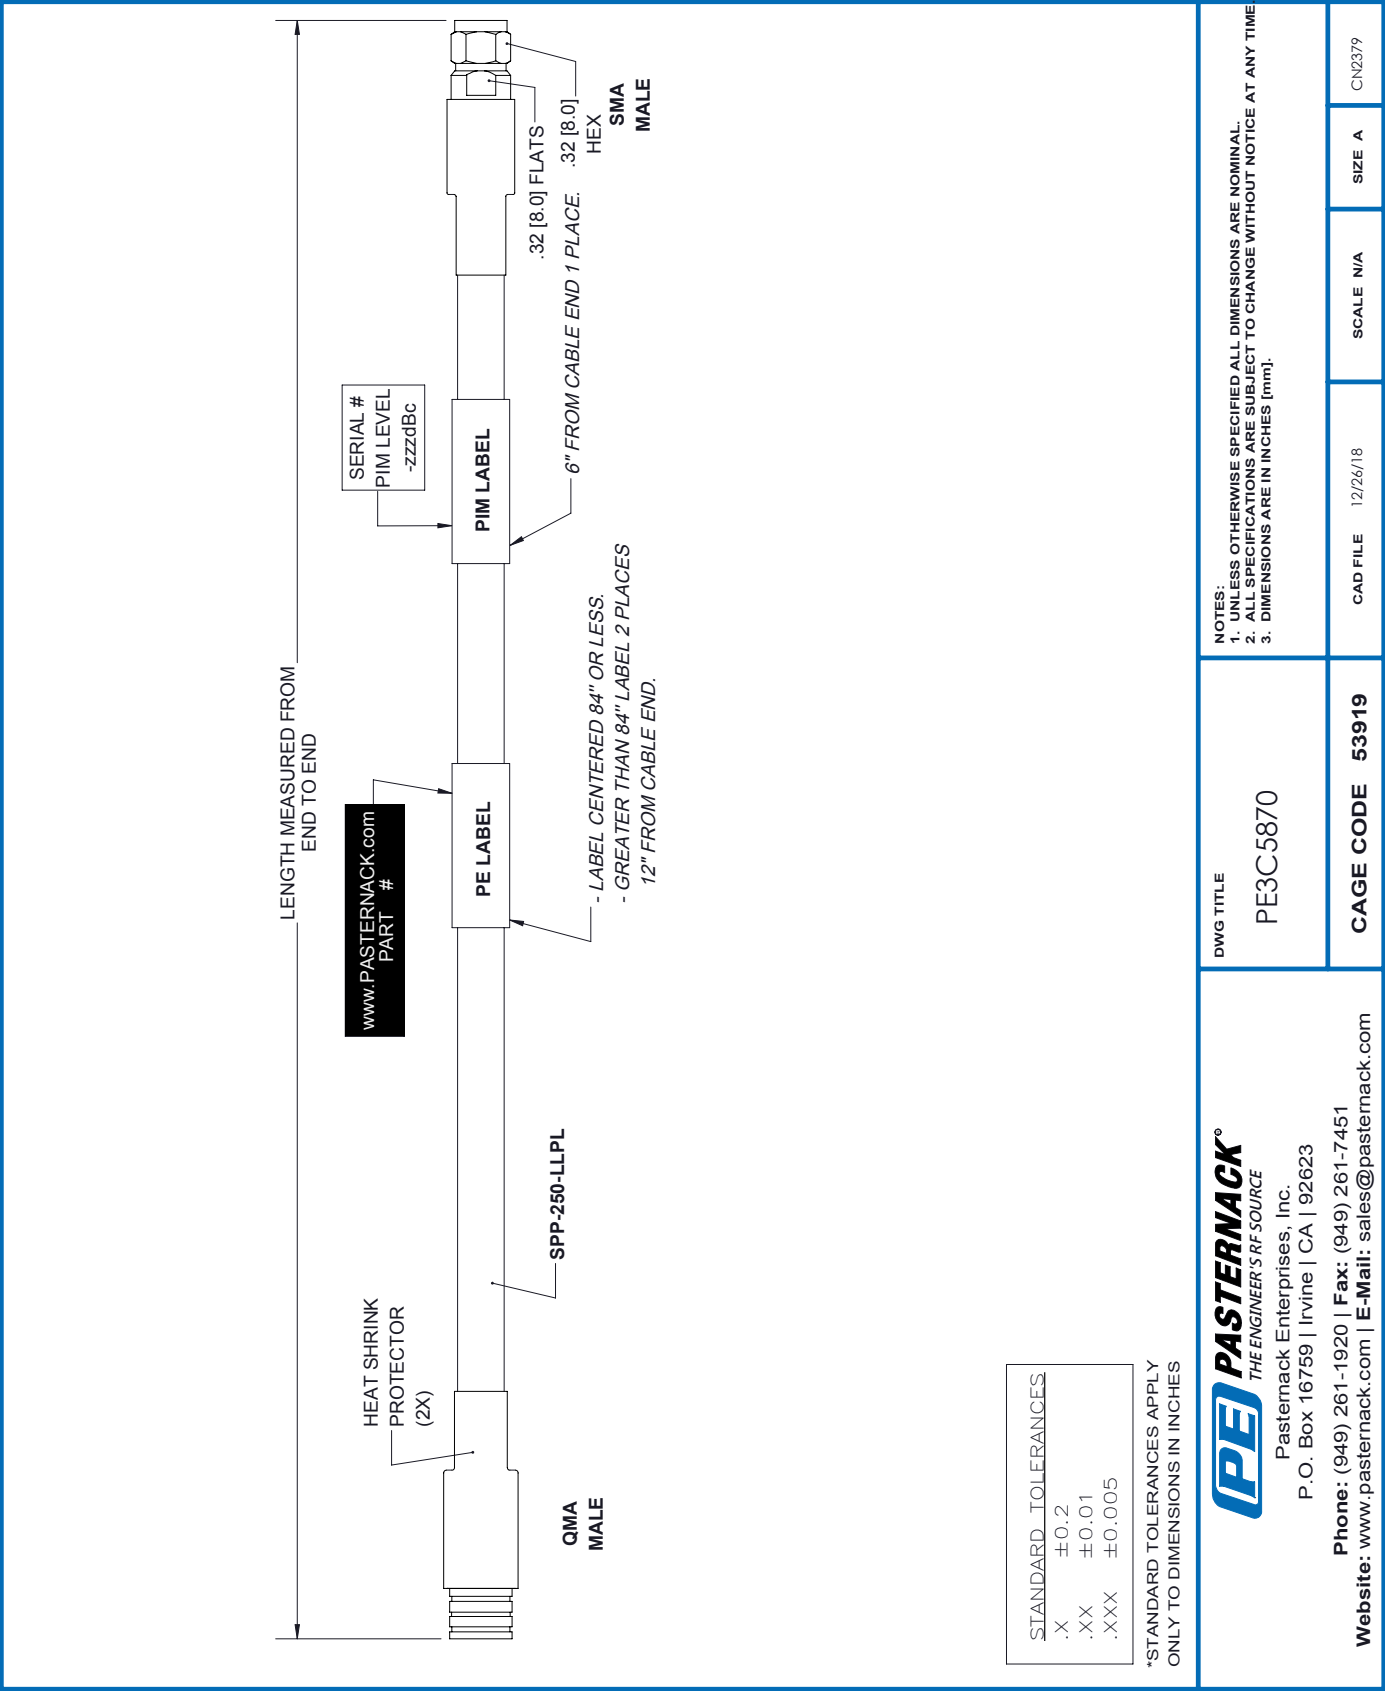 LENGTH MEASURED FROM
END TO END
HEAT SHRINK
PROTECTOR
(2X)
www.PASTERNACK.com
PART #
SERIAL #
PIM LEVEL
-zzzdBc
PE LABEL
PIM LABEL
QMA
MALE
SPP-250-LLPL
- LABEL CENTERED 84" OR LESS.
- GREATER THAN 84" LABEL 2 PLACES
12" FROM CABLE END.
6" FROM CABLE END 1 PLACE.
.32 [8.0] FLATS
.32 [8.0]
HEX
SMA
MALE
STANDARD TOLERANCES
.X ±0.2
.XX ±0.01
.XXX ±0.005
*STANDARD TOLERANCES APPLY
ONLY TO DIMENSIONS IN INCHES
PE PASTERNACK®
THE ENGINEER'S RF SOURCE
Pasternack Enterprises, Inc.
P.O. Box 16759 | Irvine | CA | 92623
Phone: (949) 261-1920 | Fax: (949) 261-7451
Website: www.pasternack.com | E-Mail: sales@pasternack.com
DWG TITLE
PE3C5870
CAGE CODE 53919
NOTES:
1. UNLESS OTHERWISE SPECIFIED ALL DIMENSIONS ARE NOMINAL.
2. ALL SPECIFICATIONS ARE SUBJECT TO CHANGE WITHOUT NOTICE AT ANY TIME.
3. DIMENSIONS ARE IN INCHES [mm].
CAD FILE 12/26/18
SCALE N/A
SIZE A
CN2379